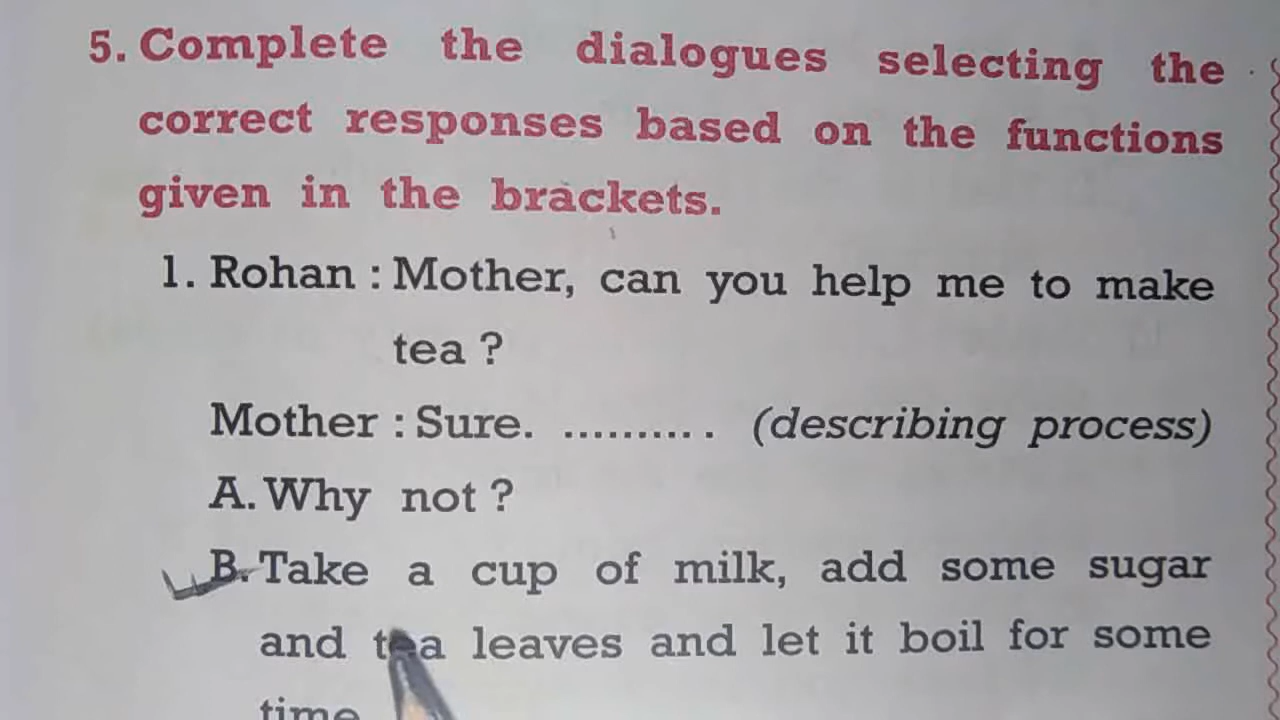 5. Complete the dialogues selecting the
correct responses based on the functions
given in the brackets.
1. Rohan : Mother, can you help me to make
tea ?
Mother : Sure. .......... (describing process)
A. Why not ?
B. Take a cup of milk, add some sugar
and tea leaves and let it boil for some
time